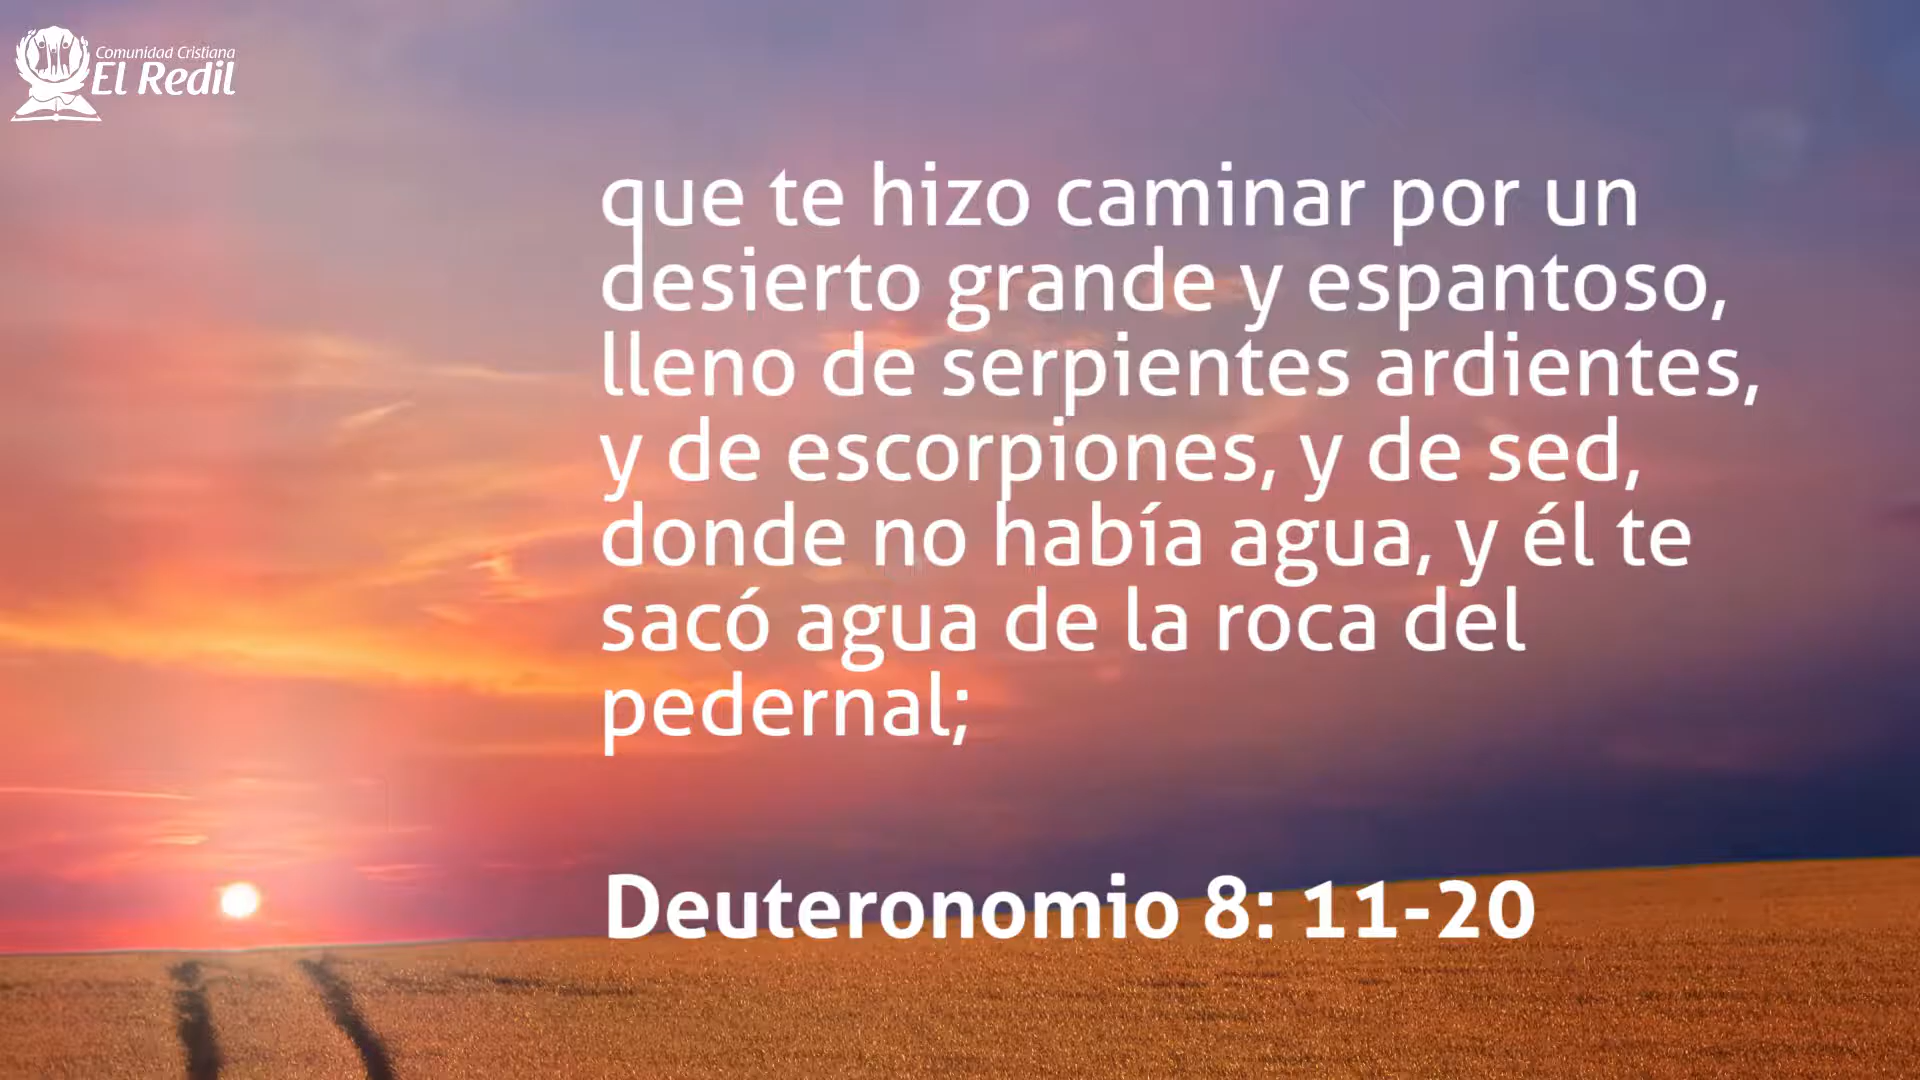 Comunidad Cristiana
El Redil
que te hizo caminar por un
desierto grande y espantoso,
lleno de serpientes ardientes,
y de escorpiones, y de sed,
donde no había agua, y él te
sacó agua de la roca del
pedernal;
Deuteronomio 8: 11-20